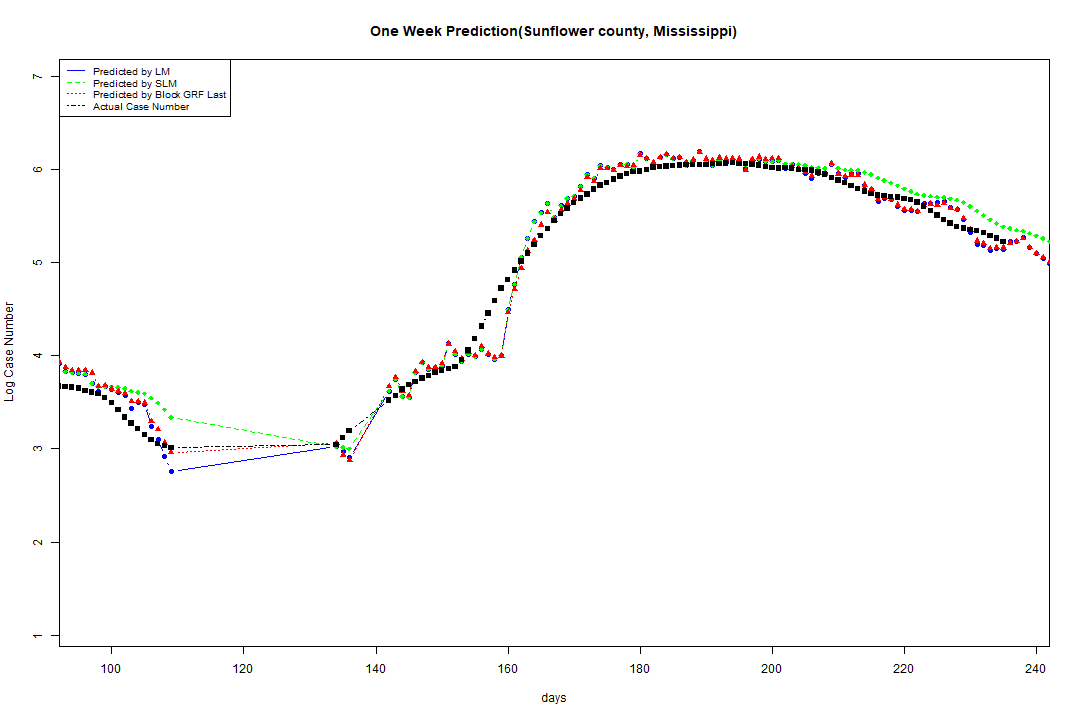 One Week Prediction(Sunflower county, Mississippi)
Predicted by LM
Predicted by SLM
Predicted by Block GRF Last
Actual Case Number
7
6
5
4
3
2
1
Log Case Number
100 120 140 160 180 200 220 240
days